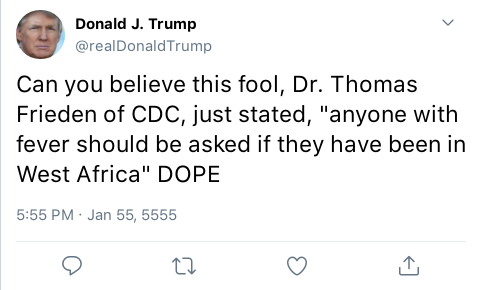 Donald J. Trump
@realDonaldTrump
Can you believe this fool, Dr. Thomas
Frieden of CDC, just stated, "anyone with
fever should be asked if they have been in
West Africa" DOPE
5:55 PM · Jan 55, 5555